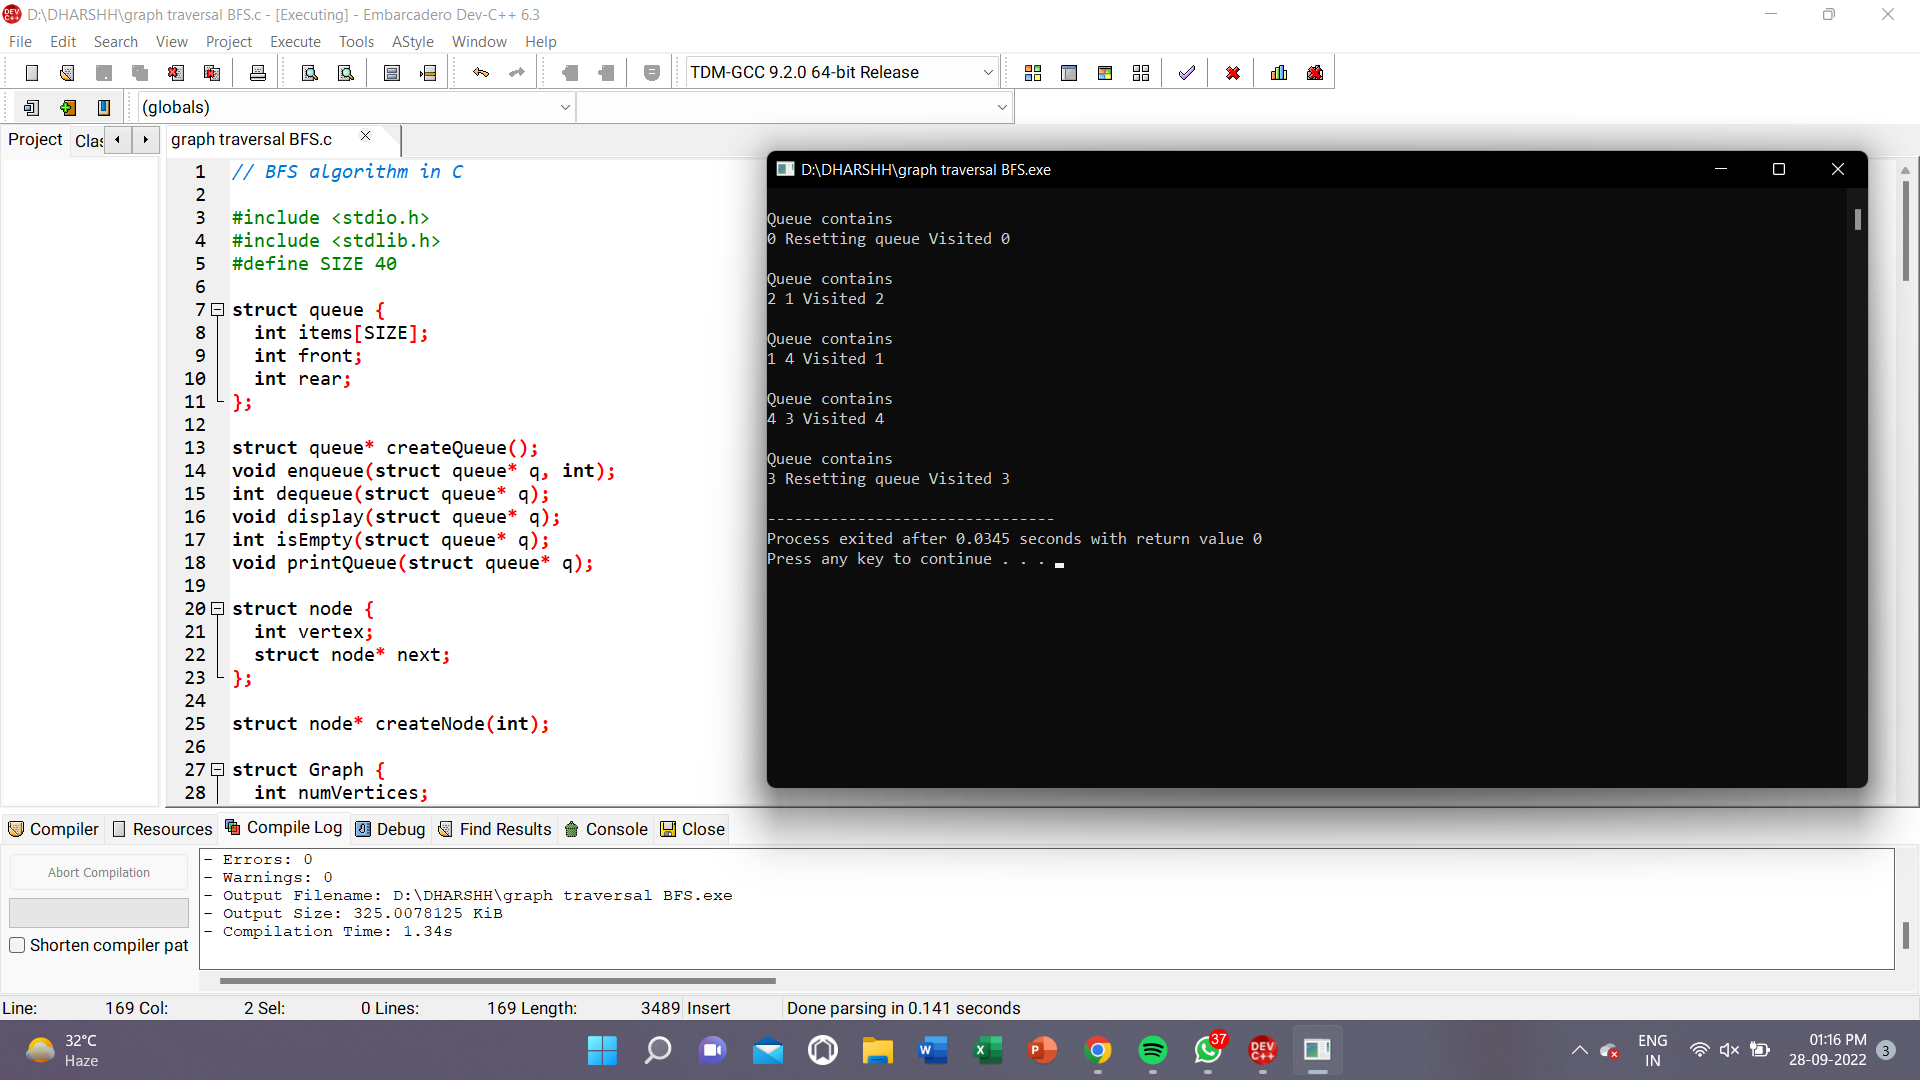 D:\DHARSHH\graph traversal BFS.c - [Executing] - Embarcadero Dev-C++ 6.3
File Edit Search View Project Execute Tools AStyle Window Help
TDM-GCC 9.2.0 64-bit Release
(globals)
Project Clas graph traversal BFS.c
1 // BFS algorithm in C
2
3 #include <stdio.h>
4 #include <stdlib.h>
5 #define SIZE 40
6
7 struct queue {
8 int items[SIZE];
9 int front;
10 int rear;
11 };
12
13 struct queue* createQueue();
14 void enqueue(struct queue* q, int);
15 int dequeue(struct queue* q);
16 void display(struct queue* q);
17 int isEmpty(struct queue* q);
18 void printQueue(struct queue* q);
19
20 struct node {
21 int vertex;
22 struct node* next;
23 };
24
25 struct node* createNode(int);
26
27 struct Graph {
28 int numVertices;
D:\DHARSHH\graph traversal BFS.exe
Queue contains
0 Resetting queue Visited 0
Queue contains
2 1 Visited 2
Queue contains
1 4 Visited 1
Queue contains
4 3 Visited 4
Queue contains
3 Resetting queue Visited 3
--------------------------------
Process exited after 0.0345 seconds with return value 0
Press any key to continue . . .
Compiler Resources Compile Log Debug Find Results Console Close
Abort Compilation
Shorten compiler pat
- Errors: 0
- Warnings: 0
- Output Filename: D:\DHARSHH\graph traversal BFS.exe
- Output Size: 325.0078125 KiB
- Compilation Time: 1.34s
Line: 169 Col: 2 Sel: 0 Lines: 169 Length: 3489 Insert Done parsing in 0.141 seconds
32°C
Haze
37
DEV C++
ENG
IN
01:16 PM
28-09-2022
3